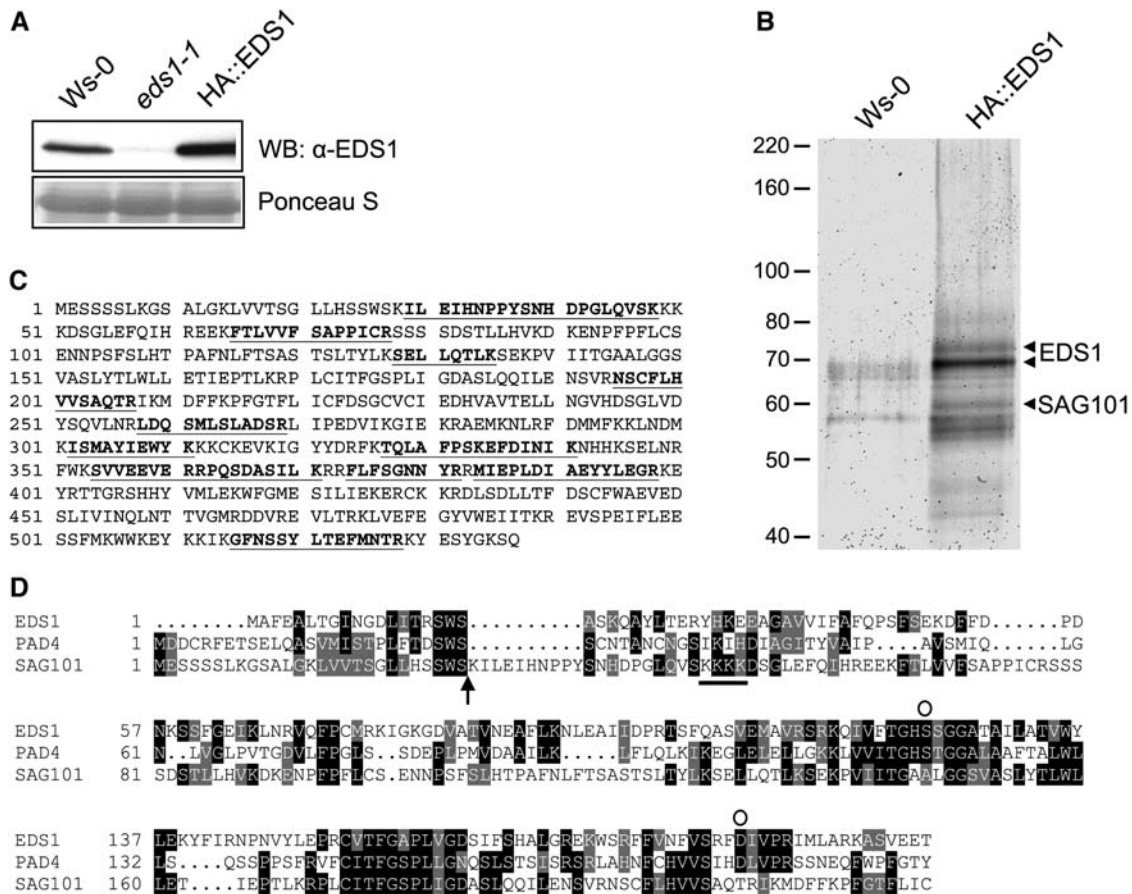 A
Ws-0
eds1-1
HA::EDS1
WB: α-EDS1
Ponceau S
B
Ws-0
HA::EDS1
220
160
100
80
70
60
50
40
EDS1
SAG101
C
1 MESSSSLKGS ALGKLVVTSG LLHSSWSKIL EIHNPPYSNH DPGLQVSKKK
51 KDSGLEFQIH REEKFTLVVF SAPPICRSSS SSDSTLLHVK DKENPFPFLCS
101 ENNPSFSLHT PAFNLFTSAS TSLTYLKSEL LQTLKSEKPV IITGAALGGS
151 VASLYTLWLL ETIEPTLKRP LCITFGSPLI GDASLQQILE NSVRNSCFLH
201 VVSAQTRIKM DFFKPFGTFL ICFDSGCVCI EDHVAVTELL NGVHDSGLVD
251 YSQVLNRLDQ SMLSLADSRL IPEDVIKGIE KRAEMKNLRF DMMFKKLNDM
301 KISMAYIEWY KKKCKEVKIG YYDRFKTQLA FPSKEFDINI KNHHKSELNR
351 FWKSVVEEVE RRPQSDASIL KRRFLFSGNN YRRMIEPLDI AEYYLEGRKE
401 YRTTGRSHHY VMLEKWFGME SILIEKERCK KRDLSDLLTF DSCFWAEVED
451 SLIVINQLNT TVGMRDDVRE VLTRKLVEFE GYVWEIITKR EVSPEIFLEE
501 SSFMKWWKEY KKIKGFNSSY LTEFMNTRKY ESYGKSQ
D
EDS1 1 ........MAFEALTGINGDLITRSWS..........ASKQAYLTERYHKEEAGAVVIFAFQPSFSEKDFFD......PD
PAD4 1 MDDCRFETSELQASVMISTPLFTDSWS..........SCNTANCNGSIKIHDIAGITYVAIP....AVSMIQ......LG
SAG101 1 MESSSSLKGSALGKLVVTSGLLHSSWSKILEIHNPPYSNHDPGLQVSKKKKDSGLEFQIHREEKFTLVVFSAPPICRSSS
EDS1 57 NKSSFGEIKLNRVQFPCMRKIGKGDVATVNEAFLKNLEAIIDPRTSFQASVEMAVRSRKQIVFTGHSSGGATAILATVWY
PAD4 61 N..LVGLPVTGDVLFPGLS..SDEPLPMVDAAILK.....LFLQLKIKEGLELELLGKKLVVITGHSTGGALAAFTALWL
SAG101 81 SDSTLLHVKDKENPFPFLCS.ENNPSFSLHTPAFNLFTSASTSLTYLKSELLQTLKSEKPVIITGAALGGSVASLYTLWL
EDS1 137 LEKYFIRNPNVYLEPRCVTFGAPLVGDSIFSHALGREKWSRFFVNFVSRFDIVPRIMLARKASVEET
PAD4 132 LS....QSSPPSFRVFCITFGSPLLGNQSLSTSISRSRLAHNFCHVVSIHDLVPRSSNEQFWPFGTY
SAG101 160 LET...IEPTLKRPLCITFGSPLIGDASLQQILENSVRNSCFLHVVSAQTRIKMDFFKPFGTFLIC